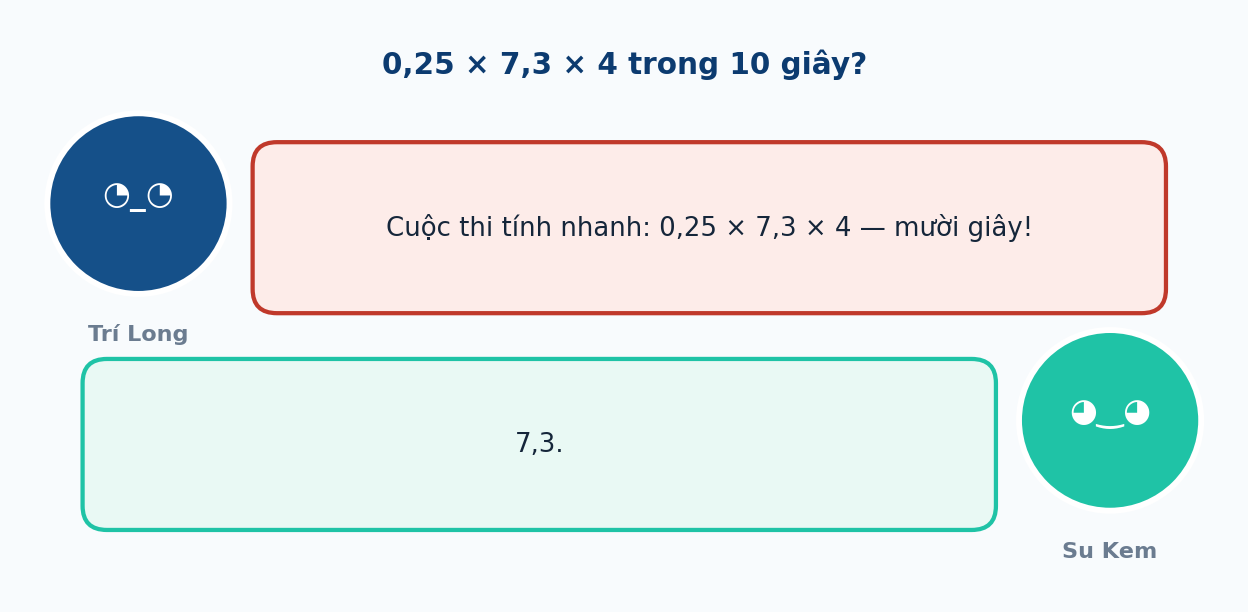 0,25 × 7,3 × 4 trong 10 giây?
Cuộc thi tính nhanh: 0,25 × 7,3 × 4 — mười giây!
Trí Long
7,3.
Su Kem